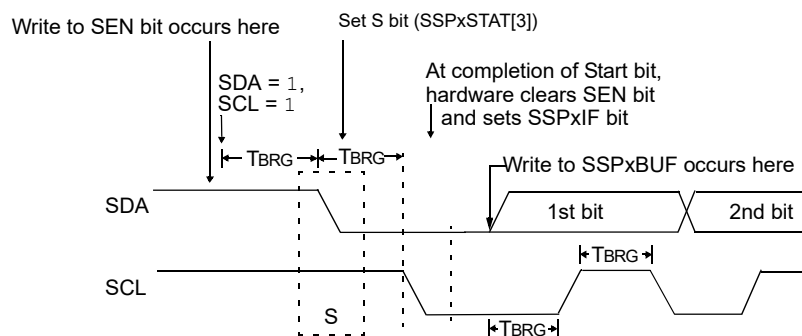 Write to SEN bit occurs here
Set S bit (SSPxSTAT[3])
SDA = 1,
SCL = 1
At completion of Start bit,
hardware clears SEN bit
and sets SSPxIF bit
TBRG
TBRG
Write to SSPxBUF occurs here
SDA
1st bit
2nd bit
TBRG
SCL
S
TBRG